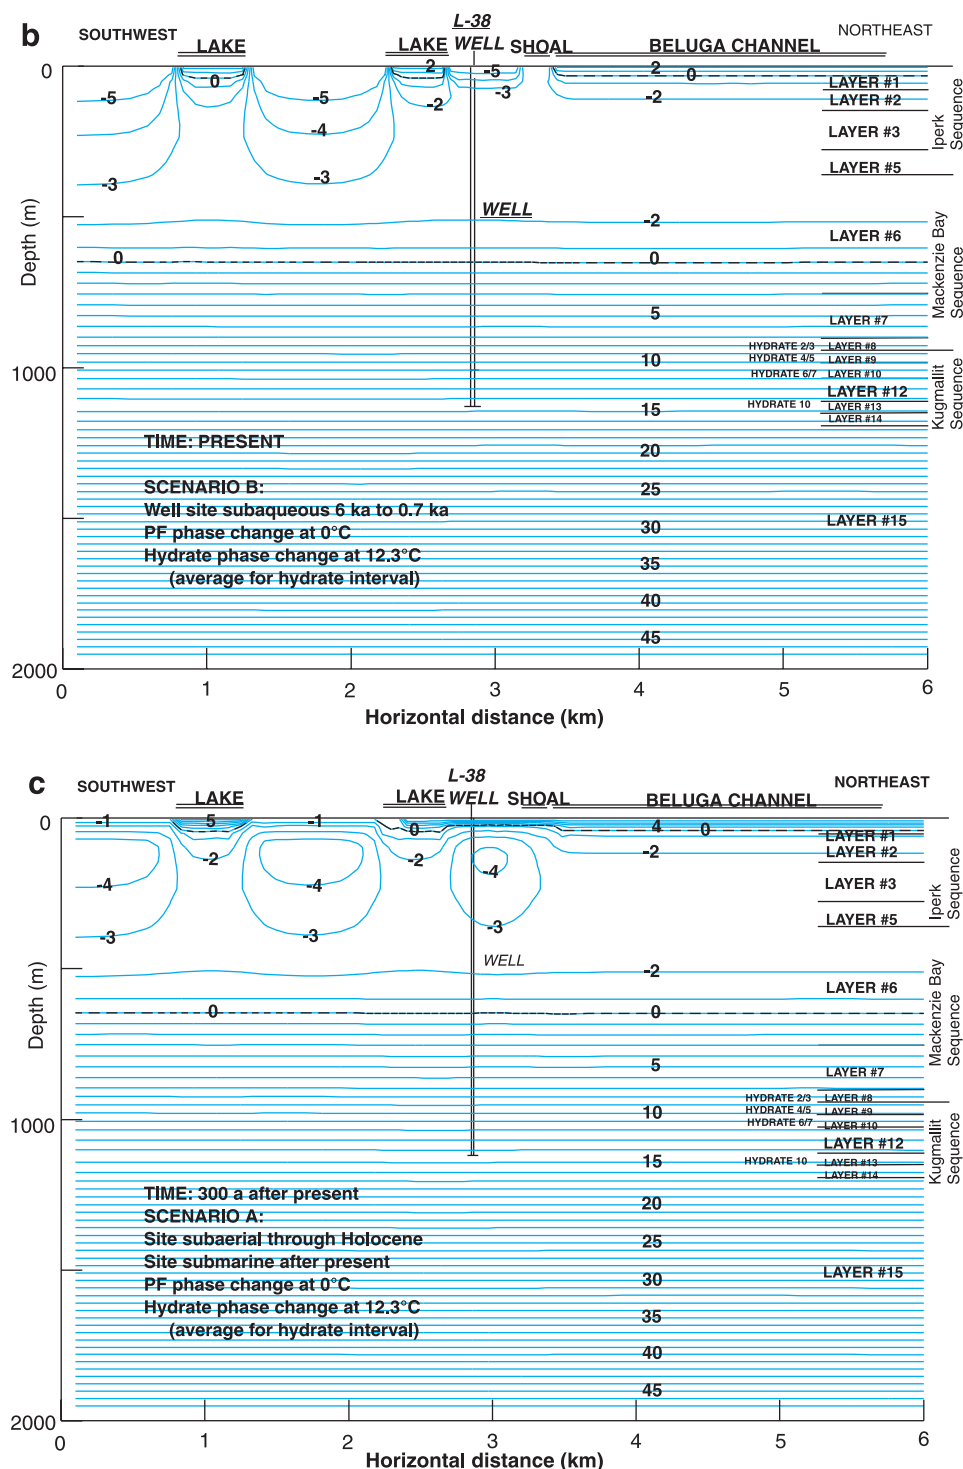 b
SOUTHWEST
LAKE
LAKE
L-38
WELL
SHOAL
BELUGA CHANNEL
NORTHEAST
0
0
2
-5
2
0
-5
-5
-2
-3
-2
-4
-3
-3
LAYER #1
LAYER #2
LAYER #3
LAYER #5
Iperk
Sequence
WELL
-2
LAYER #6
0
0
Depth (m)
5
LAYER #7
Mackenzie Bay
Sequence
HYDRATE 2/3
LAYER #8
10
HYDRATE 4/5
LAYER #9
1000
HYDRATE 6/7
LAYER #10
LAYER #12
15
HYDRATE 10
LAYER #13
LAYER #14
Kugmallit
Sequence
TIME: PRESENT
20
SCENARIO B:
25
Well site subaqueous 6 ka to 0.7 ka
PF phase change at 0°C
30
LAYER #15
Hydrate phase change at 12.3°C
35
(average for hydrate interval)
40
45
2000
0
1
2
3
4
5
6
Horizontal distance (km)
c
SOUTHWEST
LAKE
LAKE
L-38
WELL
SHOAL
BELUGA CHANNEL
NORTHEAST
0
-1
5
-1
0
4
0
-2
-2
-2
-4
-4
-4
-3
-3
-3
LAYER #1
LAYER #2
LAYER #3
LAYER #5
Iperk
Sequence
WELL
-2
LAYER #6
0
0
Depth (m)
5
LAYER #7
Mackenzie Bay
Sequence
HYDRATE 2/3
LAYER #8
10
HYDRATE 4/5
LAYER #9
1000
HYDRATE 6/7
LAYER #10
LAYER #12
15
HYDRATE 10
LAYER #13
LAYER #14
Kugmallit
Sequence
TIME: 300 a after present
20
SCENARIO A:
Site subaerial through Holocene
25
Site submarine after present
PF phase change at 0°C
30
LAYER #15
Hydrate phase change at 12.3°C
35
(average for hydrate interval)
40
45
2000
0
1
2
3
4
5
6
Horizontal distance (km)